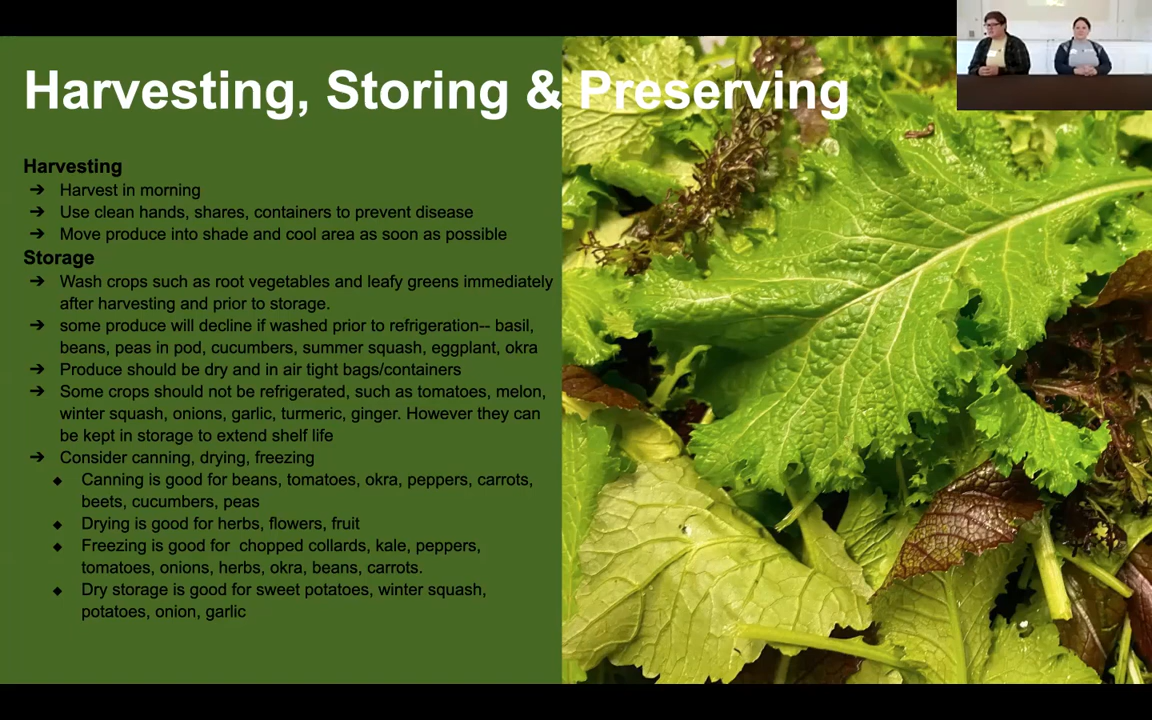 Harvesting, Storing & Preserving
Harvesting
➔ Harvest in morning
➔ Use clean hands, shares, containers to prevent disease
➔ Move produce into shade and cool area as soon as possible
Storage
➔ Wash crops such as root vegetables and leafy greens immediately
after harvesting and prior to storage.
➔ some produce will decline if washed prior to refrigeration-- basil,
beans, peas in pod, cucumbers, summer squash, eggplant, okra
➔ Produce should be dry and in air tight bags/containers
➔ Some crops should not be refrigerated, such as tomatoes, melon,
winter squash, onions, garlic, turmeric, ginger. However they can
be kept in storage to extend shelf life
➔ Consider canning, drying, freezing
◆ Canning is good for beans, tomatoes, okra, peppers, carrots,
beets, cucumbers, peas
◆ Drying is good for herbs, flowers, fruit
◆ Freezing is good for  chopped collards, kale, peppers,
tomatoes, onions, herbs, okra, beans, carrots.
◆ Dry storage is good for sweet potatoes, winter squash,
potatoes, onion, garlic